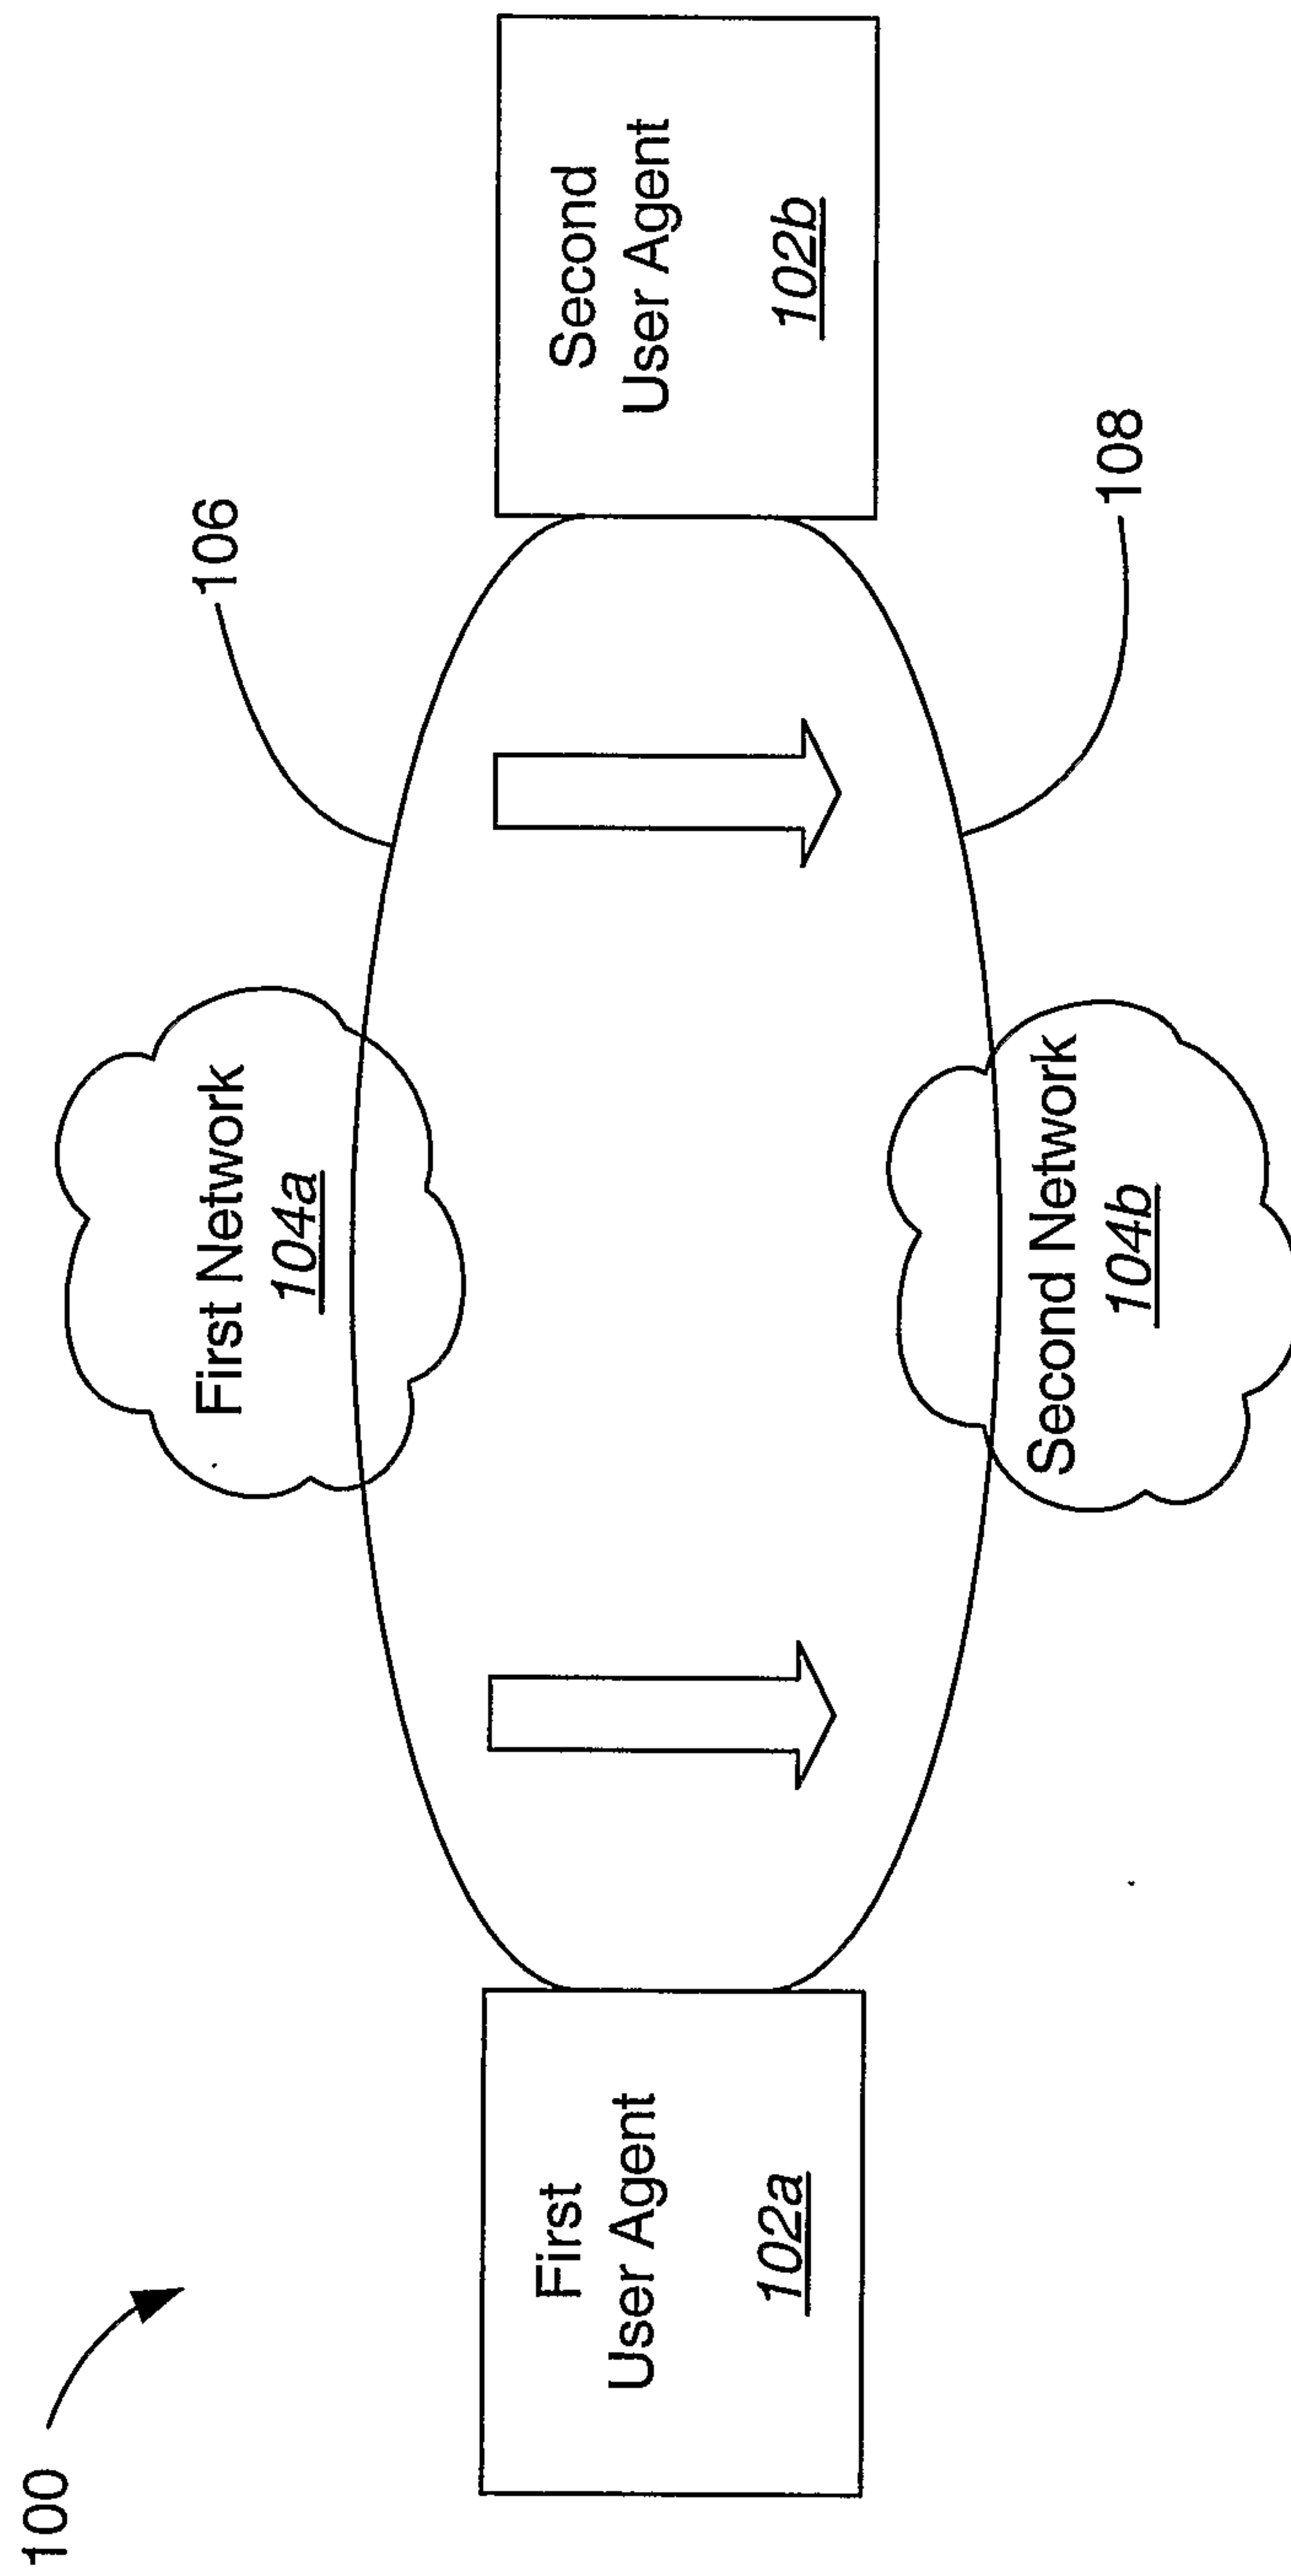 100
First Network
104a
106
First
User Agent
102a
Second
User Agent
102b
Second Network
104b
108